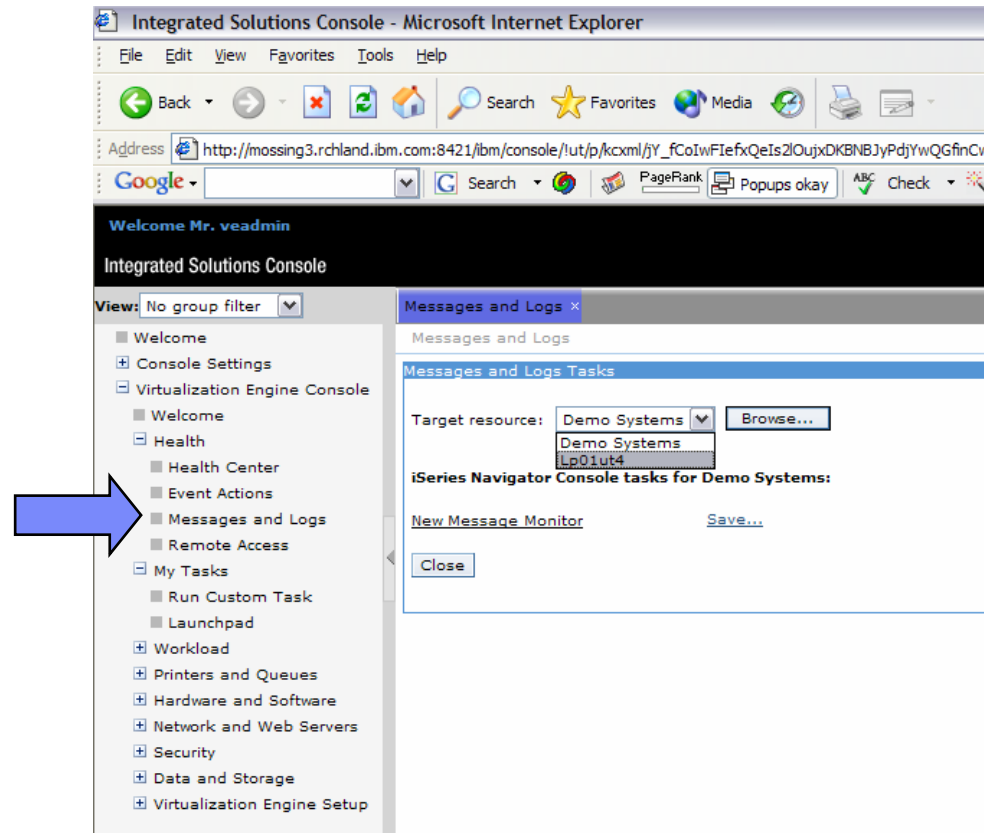 Integrated Solutions Console - Microsoft Internet Explorer
File Edit View Favorites Tools Help
Back Search Favorites Media
Address http://mossing3.rchland.ibm.com:8421/ibm/console/!ut/p/kcxml/jY_fCoIwFIefxQeIs2lOujxDKBNBJyPdjYwQGfinCw
Google Search PageRank Popups okay ABC Check
Welcome Mr. veadmin
Integrated Solutions Console
View: No group filter
Messages and Logs ×
Welcome
Console Settings
Virtualization Engine Console
Welcome
Health
Health Center
Event Actions
Messages and Logs
Remote Access
My Tasks
Run Custom Task
Launchpad
Workload
Printers and Queues
Hardware and Software
Network and Web Servers
Security
Data and Storage
Virtualization Engine Setup
Messages and Logs
Messages and Logs Tasks
Target resource: Demo Systems Browse...
Demo Systems
Lp01ut4
iSeries Navigator Console tasks for Demo Systems:
New Message Monitor Save...
Close